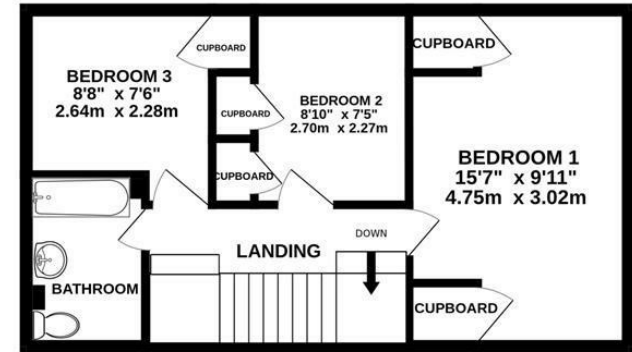 CUPBOARD
BEDROOM 3
8'8" x 7'6"
2.64m x 2.28m
CUPBOARD
CUPBOARD
BEDROOM 2
8'10" x 7'5"
2.70m x 2.27m
CUPBOARD
BEDROOM 1
15'7" x 9'11"
4.75m x 3.02m
CUPBOARD
BATHROOM
LANDING
DOWN